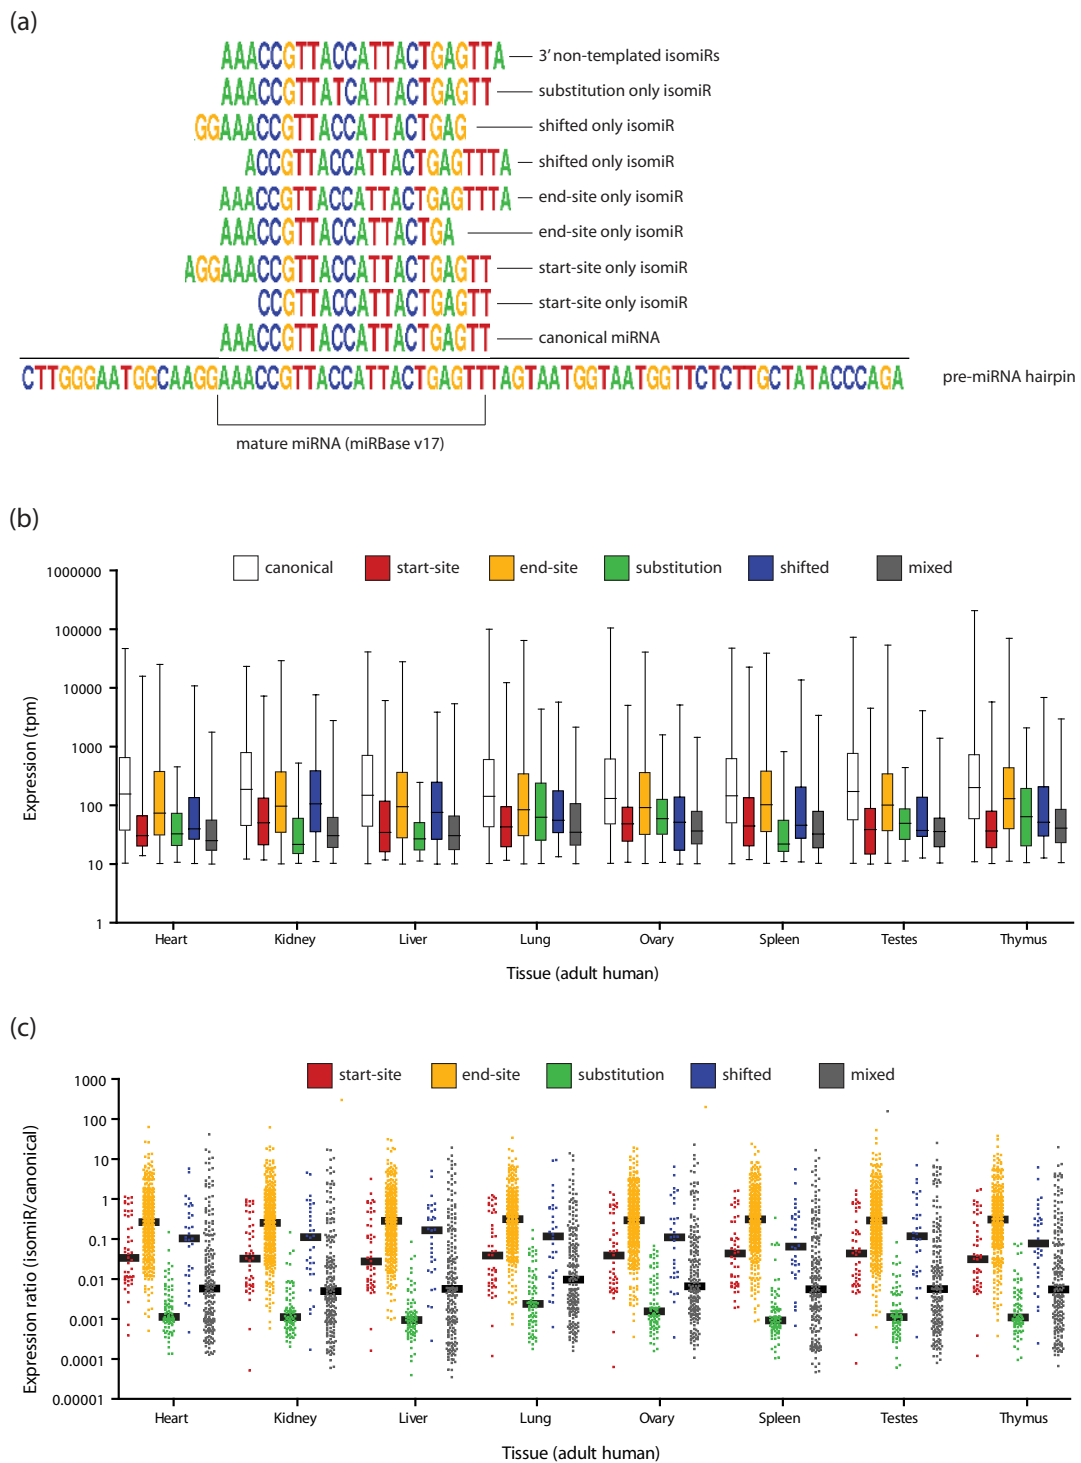 (a)
AAACCGTTACCATTACTGAGTTA 3′ non-templated isomiRs
AAACCGTTATCATTACTGAGTT substitution only isomiR
GGAAACCGTTACCATTACTGAG shifted only isomiR
ACCGTTACCATTACTGAGTTTA shifted only isomiR
AAACCGTTACCATTACTGAGTTTA end-site only isomiR
AAACCGTTACCATTACTGA end-site only isomiR
AGGAAACCGTTACCATTACTGAGTT start-site only isomiR
CCGTTACCATTACTGAGTT start-site only isomiR
AAACCGTTACCATTACTGAGTT canonical miRNA
CTTGGGAATGGCAAGGAAACCGTTACCATTACTGAGTTTAGTAATGGTAATGGTTCTCTTGCTATACCCAGA pre-miRNA hairpin
mature miRNA (miRBase v17)
(b)
canonical start-site end-site substitution shifted mixed
Expression (tpm)
1000000
100000
10000
1000
100
10
1
Heart Kidney Liver Lung Ovary Spleen Testes Thymus
Tissue (adult human)
(c)
start-site end-site substitution shifted mixed
Expression ratio (isomiR/canonical)
1000
100
10
1
0.1
0.01
0.001
0.0001
0.00001
Heart Kidney Liver Lung Ovary Spleen Testes Thymus
Tissue (adult human)